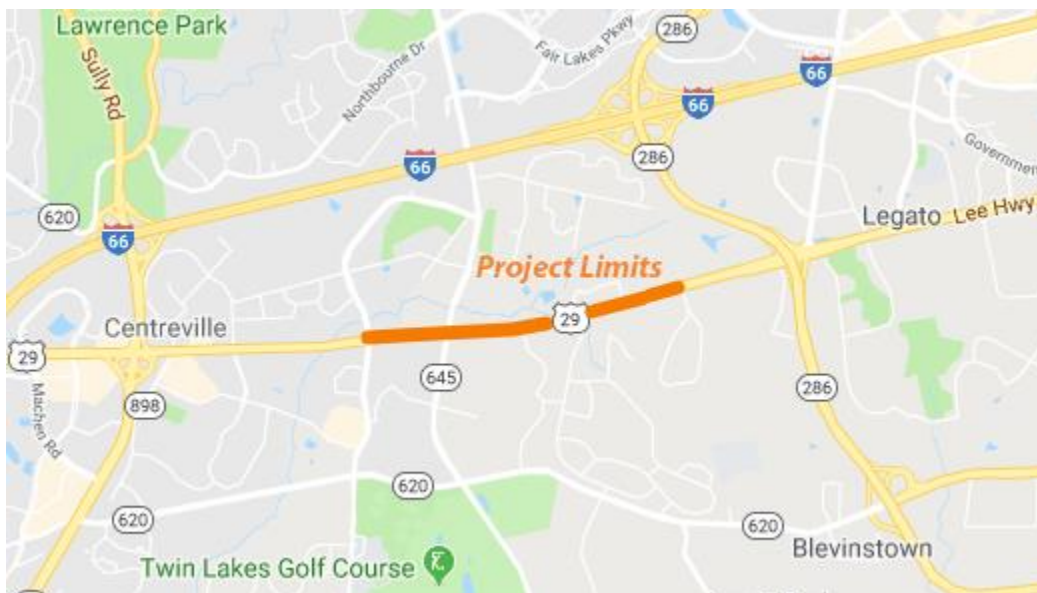 Lawrence Park
286
Fair Lakes Pkwy
Sully Rd
Northbourne Dr
66
66
66
286
Legato
Lee Hwy
620
66
Project Limits
29
Centreville
29
645
286
898
Machen Rd
620
620
620
Blevinstown
Twin Lakes Golf Course